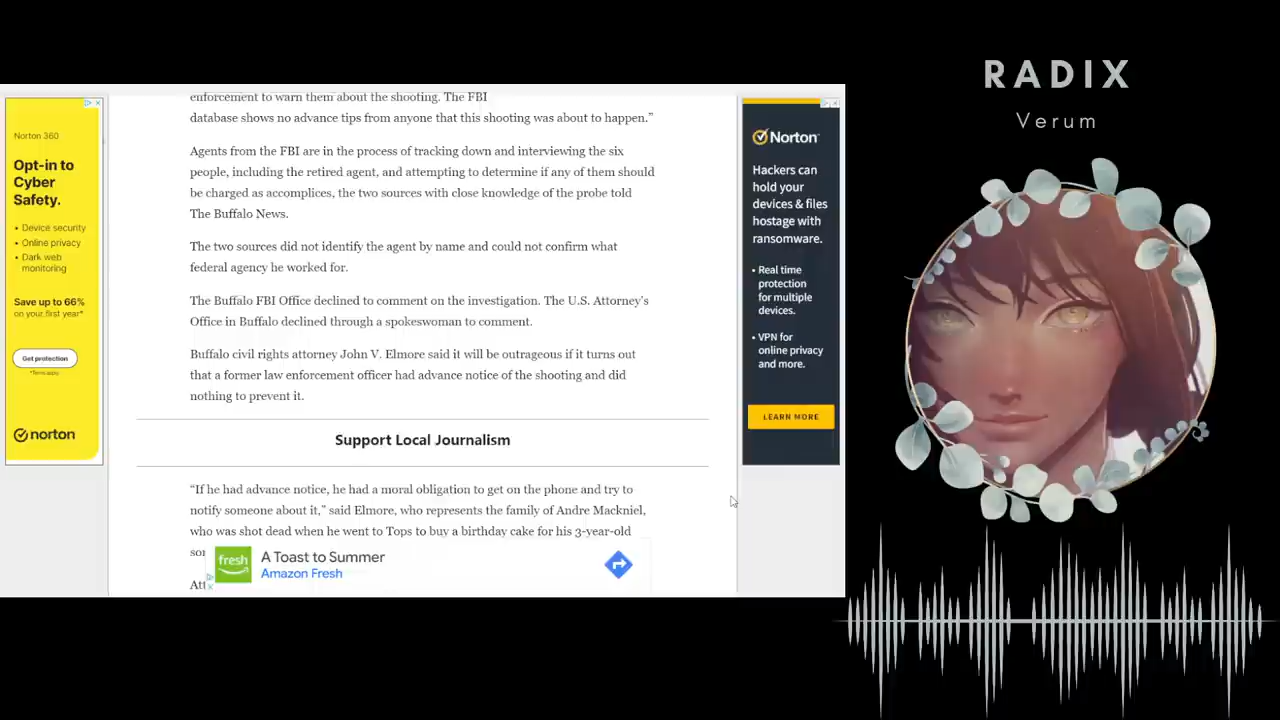 enforcement to warn them about the shooting. The FBI
database shows no advance tips from anyone that this shooting was about to happen.”
Agents from the FBI are in the process of tracking down and interviewing the six
people, including the retired agent, and attempting to determine if any of them should
be charged as accomplices, the two sources with close knowledge of the probe told
The Buffalo News.
The two sources did not identify the agent by name and could not confirm what
federal agency he worked for.
The Buffalo FBI Office declined to comment on the investigation. The U.S. Attorney’s
Office in Buffalo declined through a spokeswoman to comment.
Buffalo civil rights attorney John V. Elmore said it will be outrageous if it turns out
that a former law enforcement officer had advance notice of the shooting and did
nothing to prevent it.
Support Local Journalism
“If he had advance notice, he had a moral obligation to get on the phone and try to
notify someone about it,” said Elmore, who represents the family of Andre Mackniel,
who was shot dead when he went to Tops to buy a birthday cake for his 3-year-old
Norton 360
Opt-in to
Cyber
Safety.
• Device security
• Online privacy
• Dark web
monitoring
Save up to 66%
on your first year*
Get protection
*Terms apply.
norton
Norton
Hackers can
hold your
devices & files
hostage with
ransomware.
• Real time
protection
for multiple
devices.
• VPN for
online privacy
and more.
LEARN MORE
fresh
A Toast to Summer
Amazon Fresh
RADIX
Verum